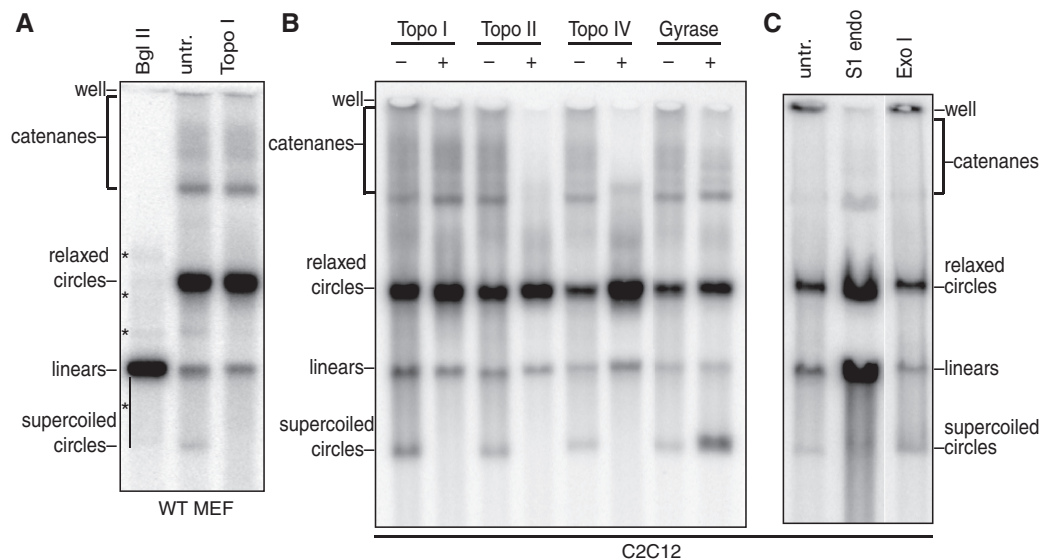 A
Bgl II
untr.
Topo I
well
catenanes
relaxed
circles
linears
supercoiled
circles
*
*
*
*
WT MEF
B
Topo I Topo II Topo IV Gyrase
– + – + – + – +
well
catenanes
relaxed
circles
linears
supercoiled
circles
C
untr.
S1 endo
Exo I
well
catenanes
relaxed
circles
linears
supercoiled
circles
C2C12